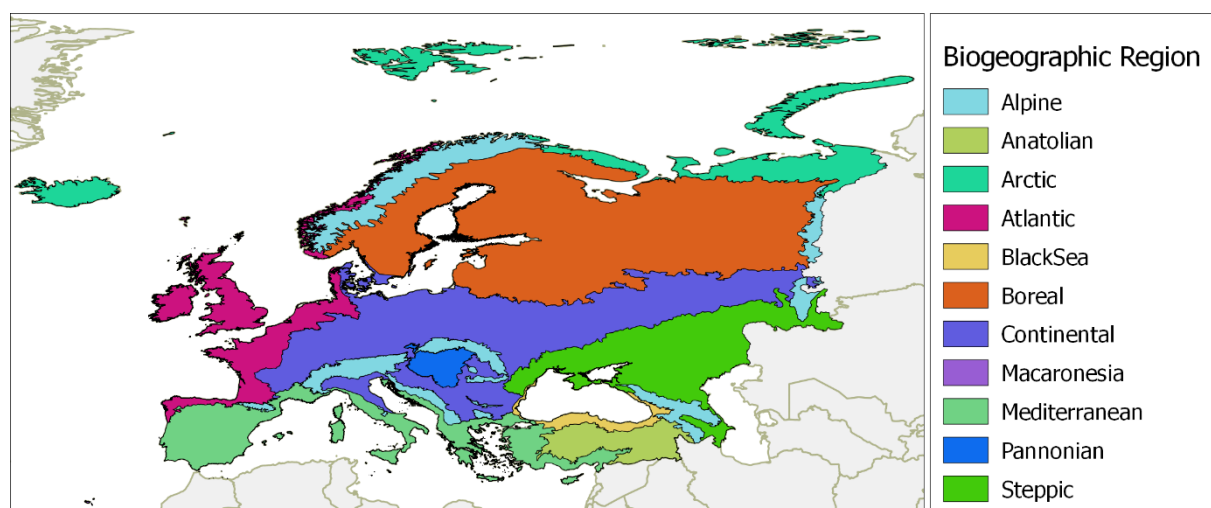 Biogeographic Region
Alpine
Anatolian
Arctic
Atlantic
BlackSea
Boreal
Continental
Macaronesia
Mediterranean
Pannonian
Steppic